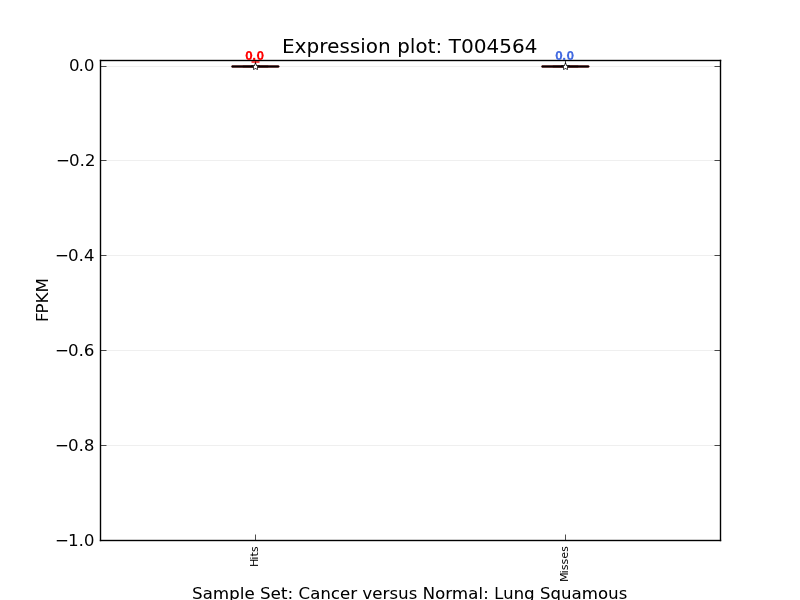 Expression plot: T004564
0.0 0.0
0.0
−0.2
−0.4
−0.6
−0.8
−1.0
FPKM
Hits Misses
Sample Set: Cancer versus Normal: Lung Squamous